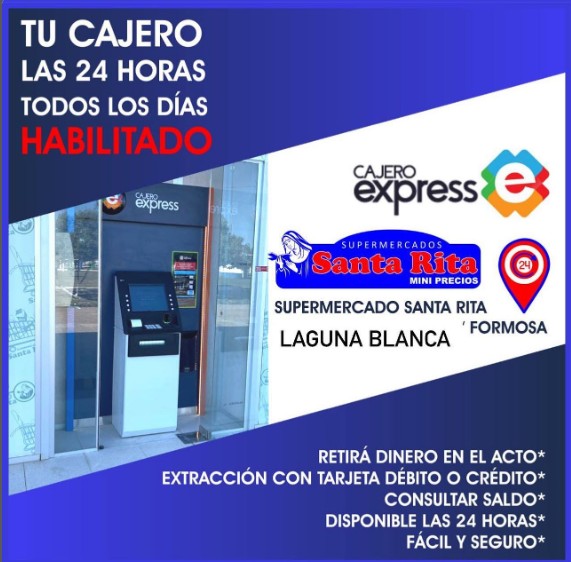 TU CAJERO
LAS 24 HORAS
TODOS LOS DÍAS
HABILITADO
CAJERO
express
CAJERO
express e
SUPERMERCADOS
Santa Rita
MINI PRECIOS
24
SUPERMERCADO SANTA RITA
FORMOSA
LAGUNA BLANCA
RETIRÁ DINERO EN EL ACTO*
EXTRACCIÓN CON TARJETA DÉBITO O CRÉDITO*
CONSULTAR SALDO*
DISPONIBLE LAS 24 HORAS*
FÁCIL Y SEGURO*